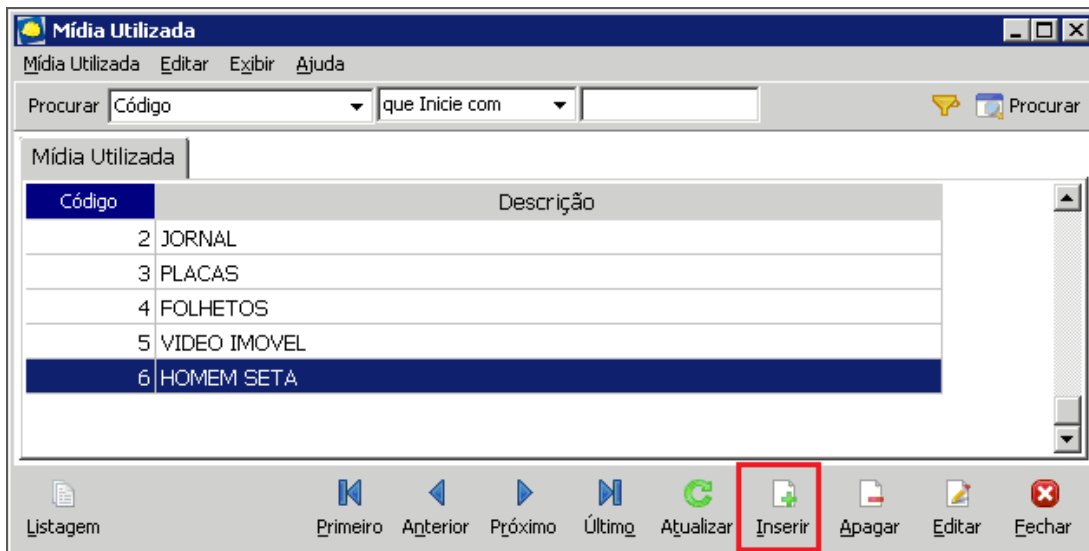 Mídia Utilizada
Mídia Utilizada Editar Exibir Ajuda
Procurar Código que Inicie com Procurar
Mídia Utilizada
Código Descrição
2 JORNAL
3 PLACAS
4 FOLHETOS
5 VIDEO IMOVEL
6 HOMEM SETA
Listagem Primeiro Anterior Próximo Último Atualizar Inserir Apagar Editar Fechar